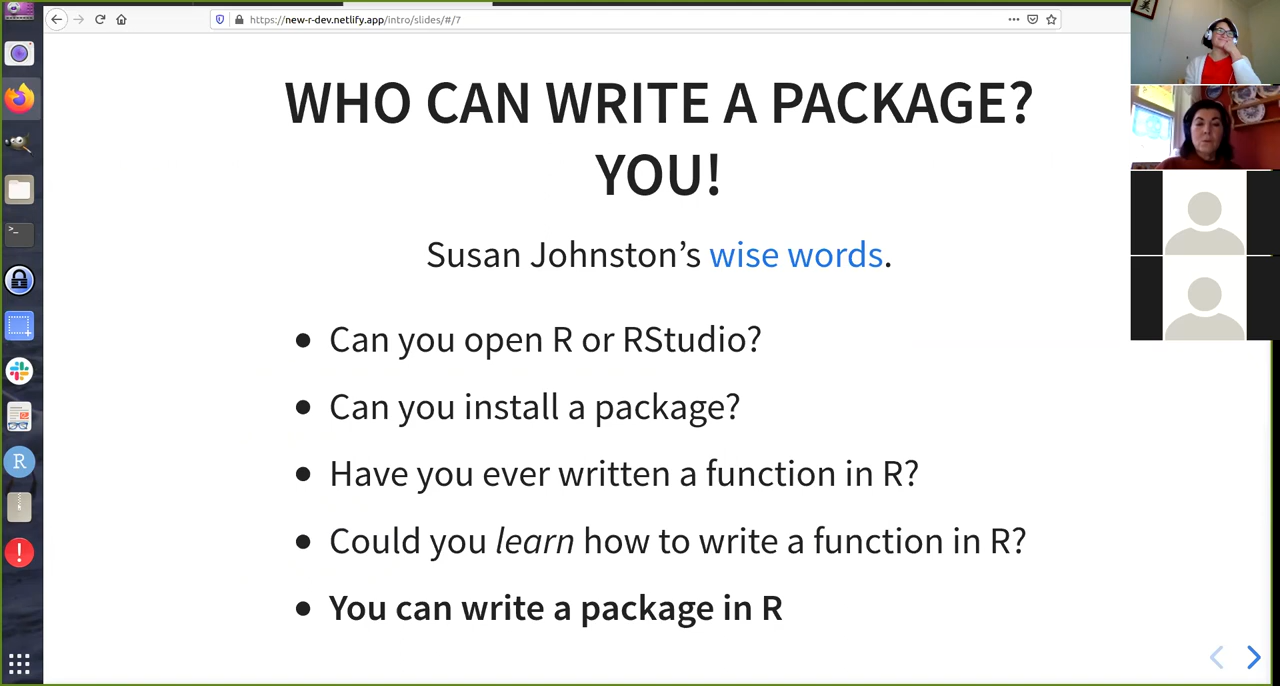 https://new-r-dev.netlify.app/intro/slides/#/7
WHO CAN WRITE A PACKAGE?
YOU!
Susan Johnston's wise words.
• Can you open R or RStudio?
• Can you install a package?
• Have you ever written a function in R?
• Could you learn how to write a function in R?
• You can write a package in R